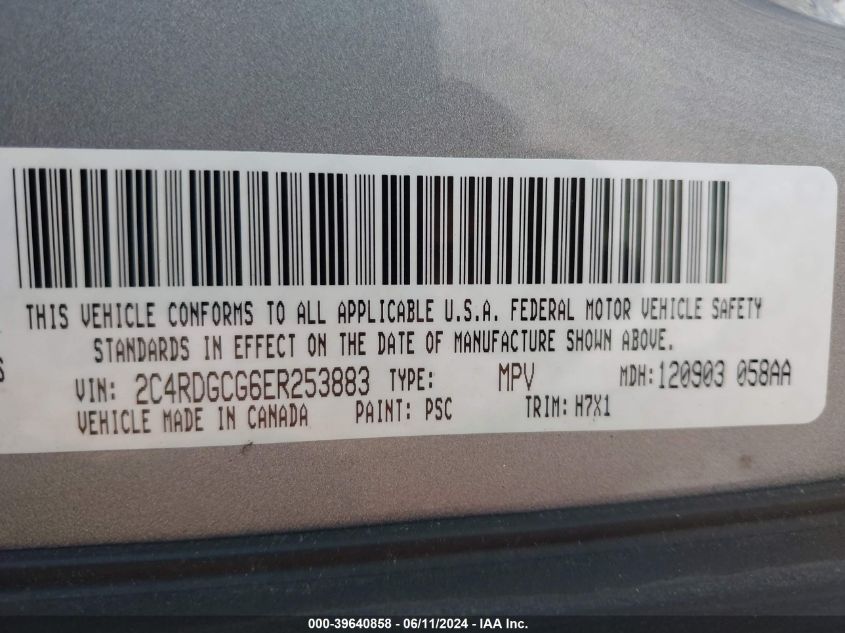 THIS VEHICLE CONFORMS TO ALL APPLICABLE U.S.A. FEDERAL MOTOR VEHICLE SAFETY
STANDARDS IN EFFECT ON THE DATE OF MANUFACTURE SHOWN ABOVE.
S
VIN: 2C4RDGCG6ER253883 TYPE: MPV MDH: 120903 058AA
VEHICLE MADE IN CANADA PAINT: PSC TRIM: H7X1
000-39640858 - 06/11/2024 - IAA Inc.